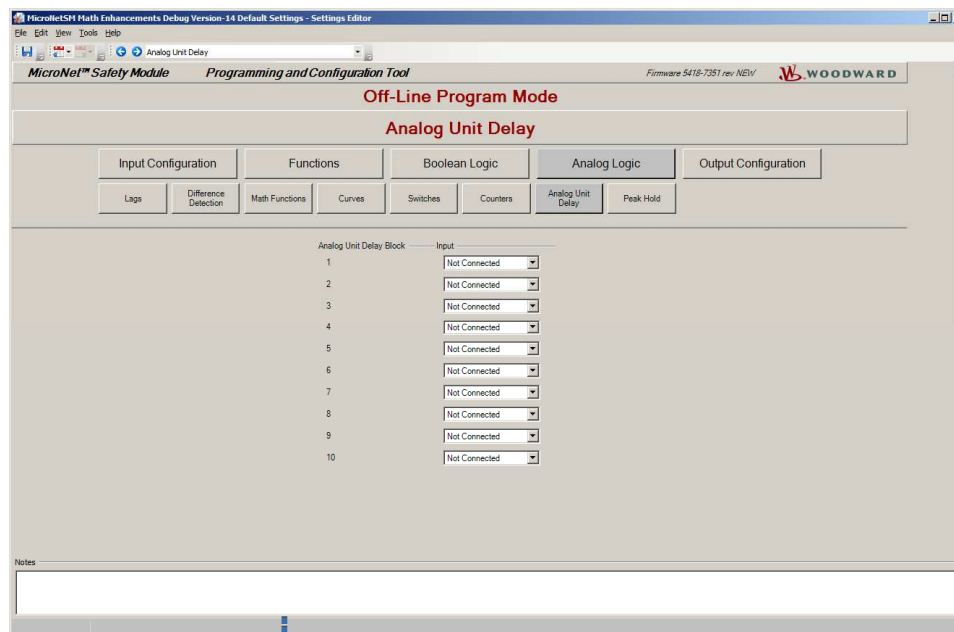 MicroNetSM Math Enhancements Debug Version-14 Default Settings - Settings Editor
File Edit View Tools Help
Analog Unit Delay
MicroNet™ Safety Module Programming and Configuration Tool Firmware 5418-7351 rev NEW WOODWARD
Off-Line Program Mode
Analog Unit Delay
Input Configuration Functions Boolean Logic Analog Logic Output Configuration
Lags Difference Detection Math Functions Curves Switches Counters Analog Unit Delay Peak Hold
Analog Unit Delay Block Input
1 Not Connected
2 Not Connected
3 Not Connected
4 Not Connected
5 Not Connected
6 Not Connected
7 Not Connected
8 Not Connected
9 Not Connected
10 Not Connected
Notes